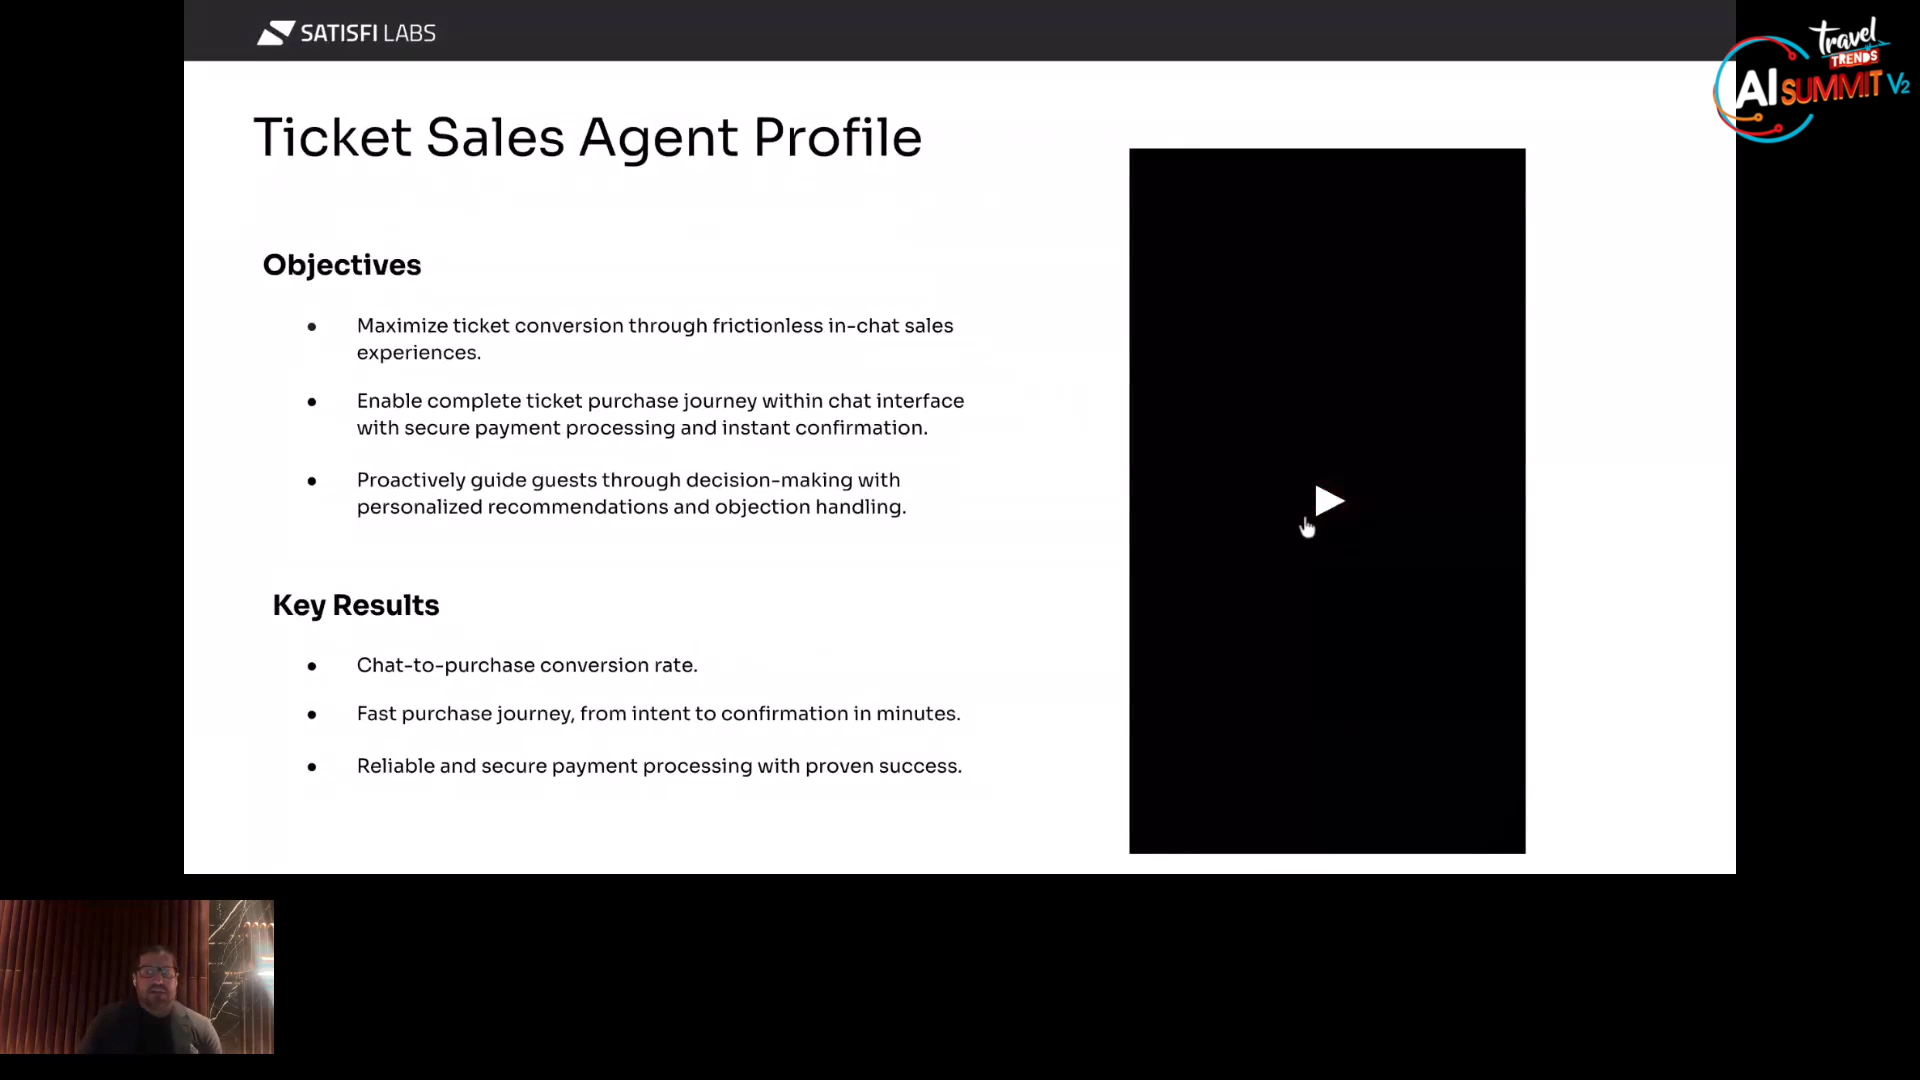 SATISFI LABS
travel
TRENDS
AI SUMMIT V2
Ticket Sales Agent Profile
Objectives
● Maximize ticket conversion through frictionless in-chat sales
experiences.
● Enable complete ticket purchase journey within chat interface
with secure payment processing and instant confirmation.
● Proactively guide guests through decision-making with
personalized recommendations and objection handling.
Key Results
● Chat-to-purchase conversion rate.
● Fast purchase journey, from intent to confirmation in minutes.
● Reliable and secure payment processing with proven success.